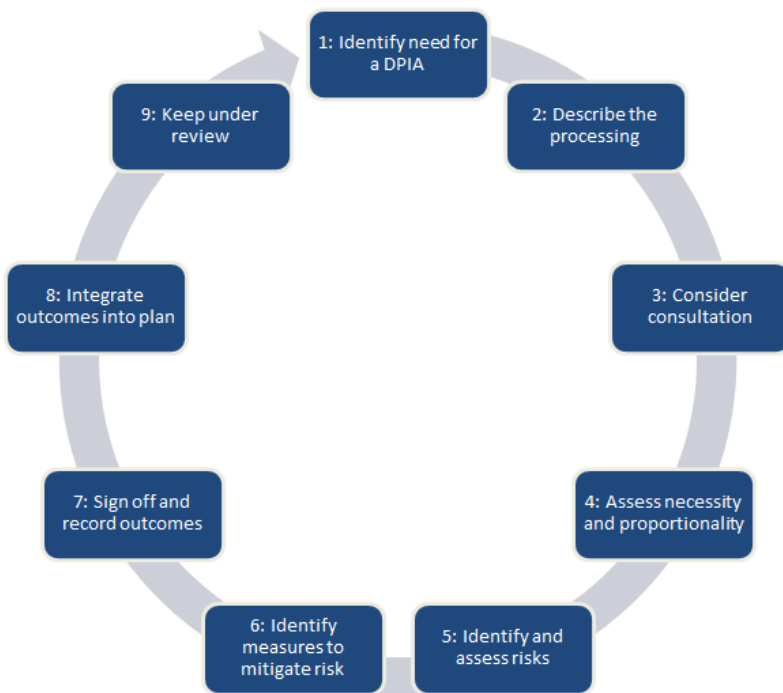 1: Identify need for
a DPIA
2: Describe the
processing
3: Consider
consultation
4: Assess necessity
and proportionality
5: Identify and
assess risks
6: Identify
measures to
mitigate risk
7: Sign off and
record outcomes
8: Integrate
outcomes into plan
9: Keep under
review